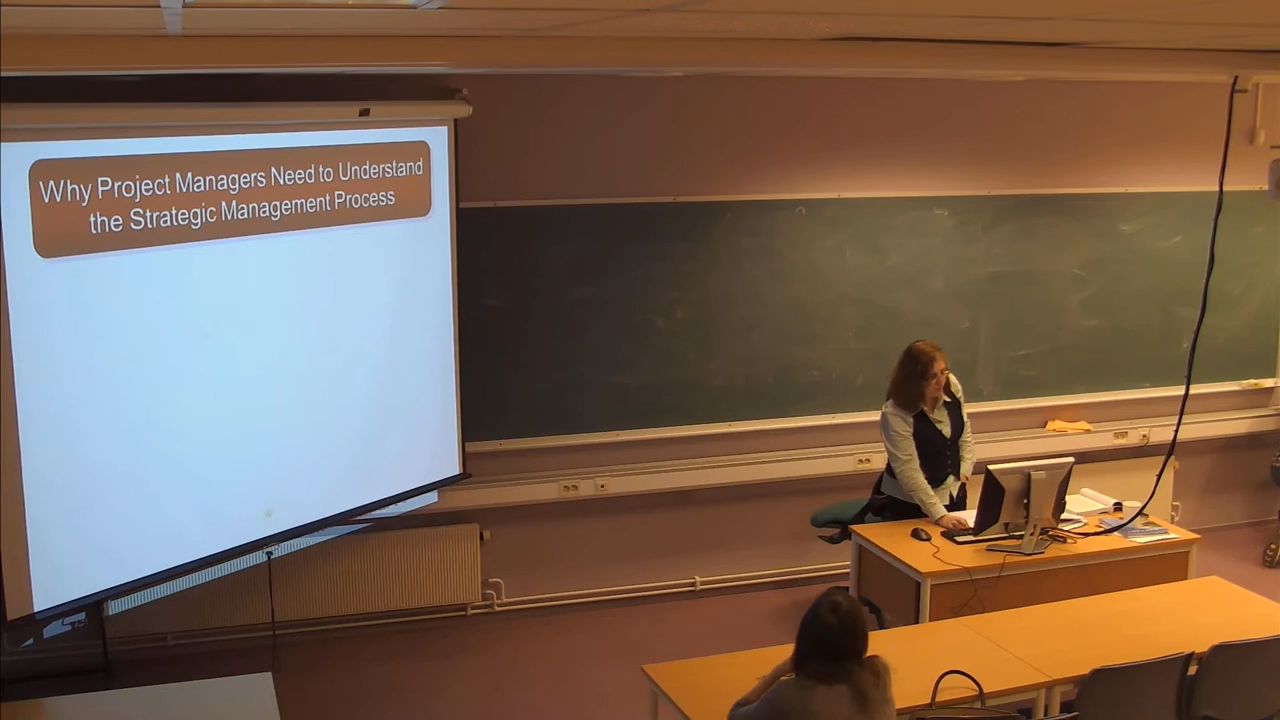 Why Project Managers Need to Understand
the Strategic Management Process